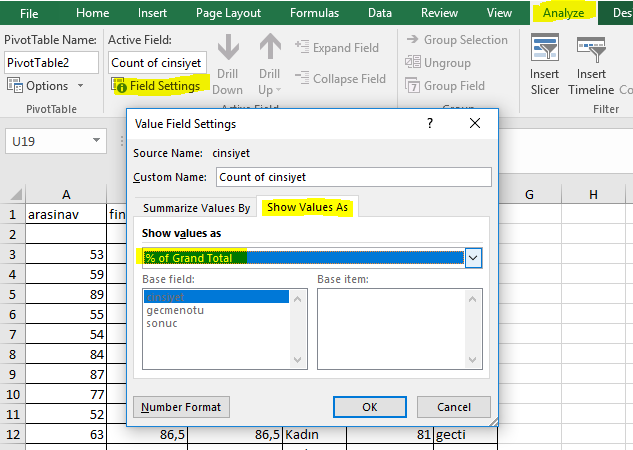 File Home Insert Page Layout Formulas Data Review View Analyze Des
PivotTable Name: Active Field:
PivotTable2 Count of cinsiyet
Options Field Settings
Drill Down
Drill Up
Expand Field
Collapse Field
Group Selection
Ungroup
Group Field
Insert Slicer
Insert Timeline
Co
PivotTable Active Field Group Filter
U19
Value Field Settings ?
Source Name: cinsiyet
Custom Name: Count of cinsiyet
Summarize Values By Show Values As
Show values as
% of Grand Total
Base field: Base item:
cinsiyet
gecmenotu
sonuc
Number Format OK Cancel
A G H
1 arasinav fin
2
3 53
4 59
5 89
6 55
7 54
8 84
9 87
10 77
11 52
12 63 86,5 86,5 Kadın 81 gecti